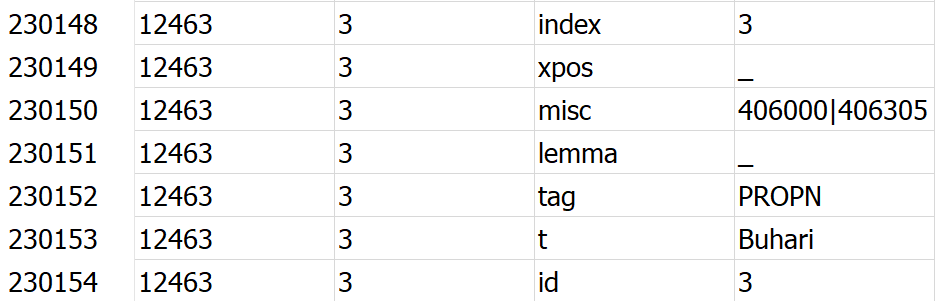 230148 12463 3 index 3
230149 12463 3 xpos _
230150 12463 3 misc 406000|406305
230151 12463 3 lemma _
230152 12463 3 tag PROPN
230153 12463 3 t Buhari
230154 12463 3 id 3